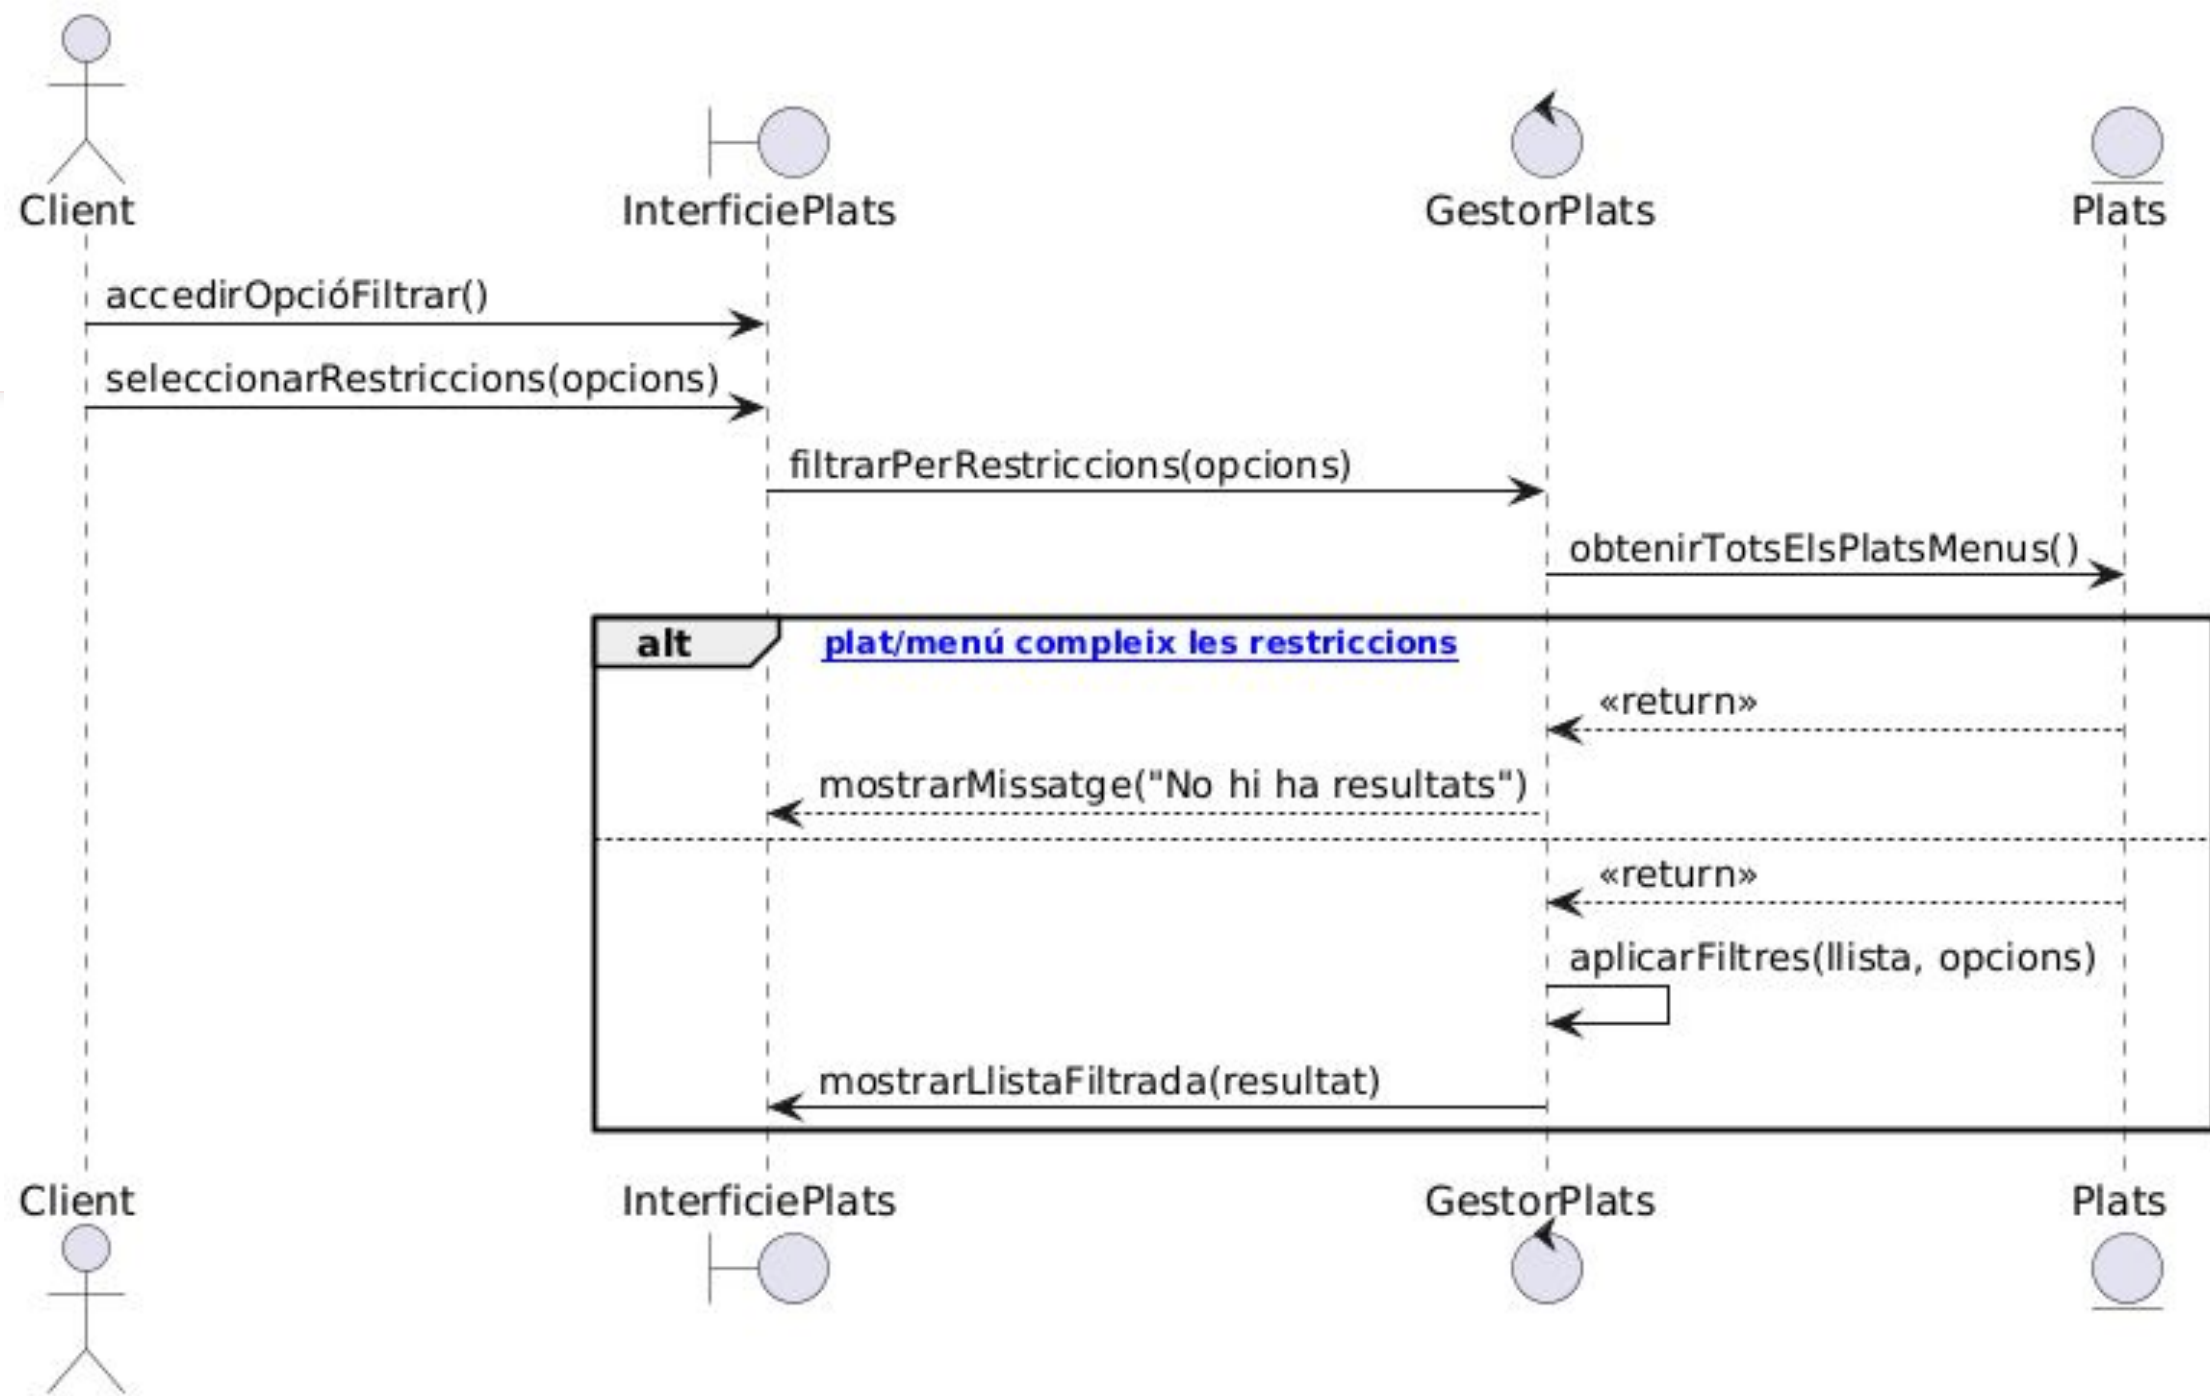 Client
InterficiePlats
GestorPlats
Plats
accedirOpcióFiltrar()
seleccionarRestriccions(opcions)
filtrarPerRestriccions(opcions)
obtenirTotsElsPlatsMenus()
alt
plat/menú compleix les restriccions
«return»
mostrarMissatge("No hi ha resultats")
«return»
aplicarFiltres(llista, opcions)
mostrarLlistaFiltrada(resultat)
Client
InterficiePlats
GestorPlats
Plats